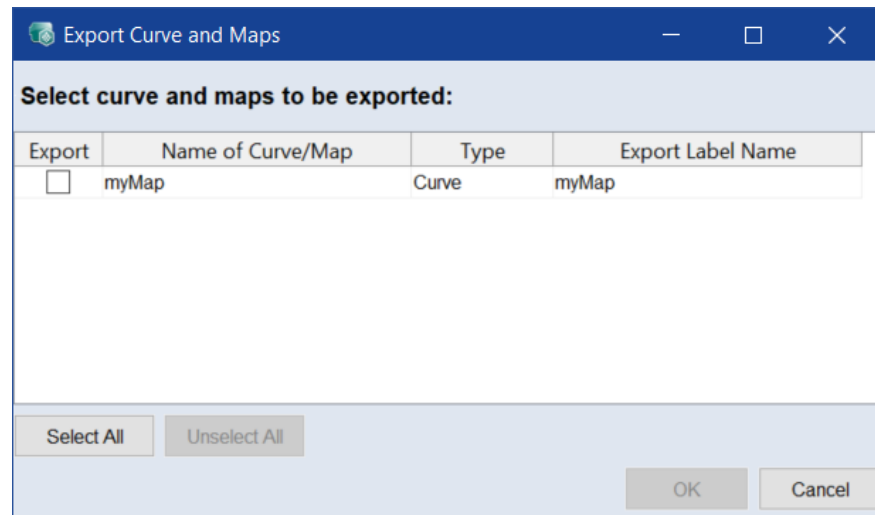 Export Curve and Maps
Select curve and maps to be exported:
Export Name of Curve/Map Type Export Label Name
myMap Curve myMap
Select All Unselect All
OK Cancel